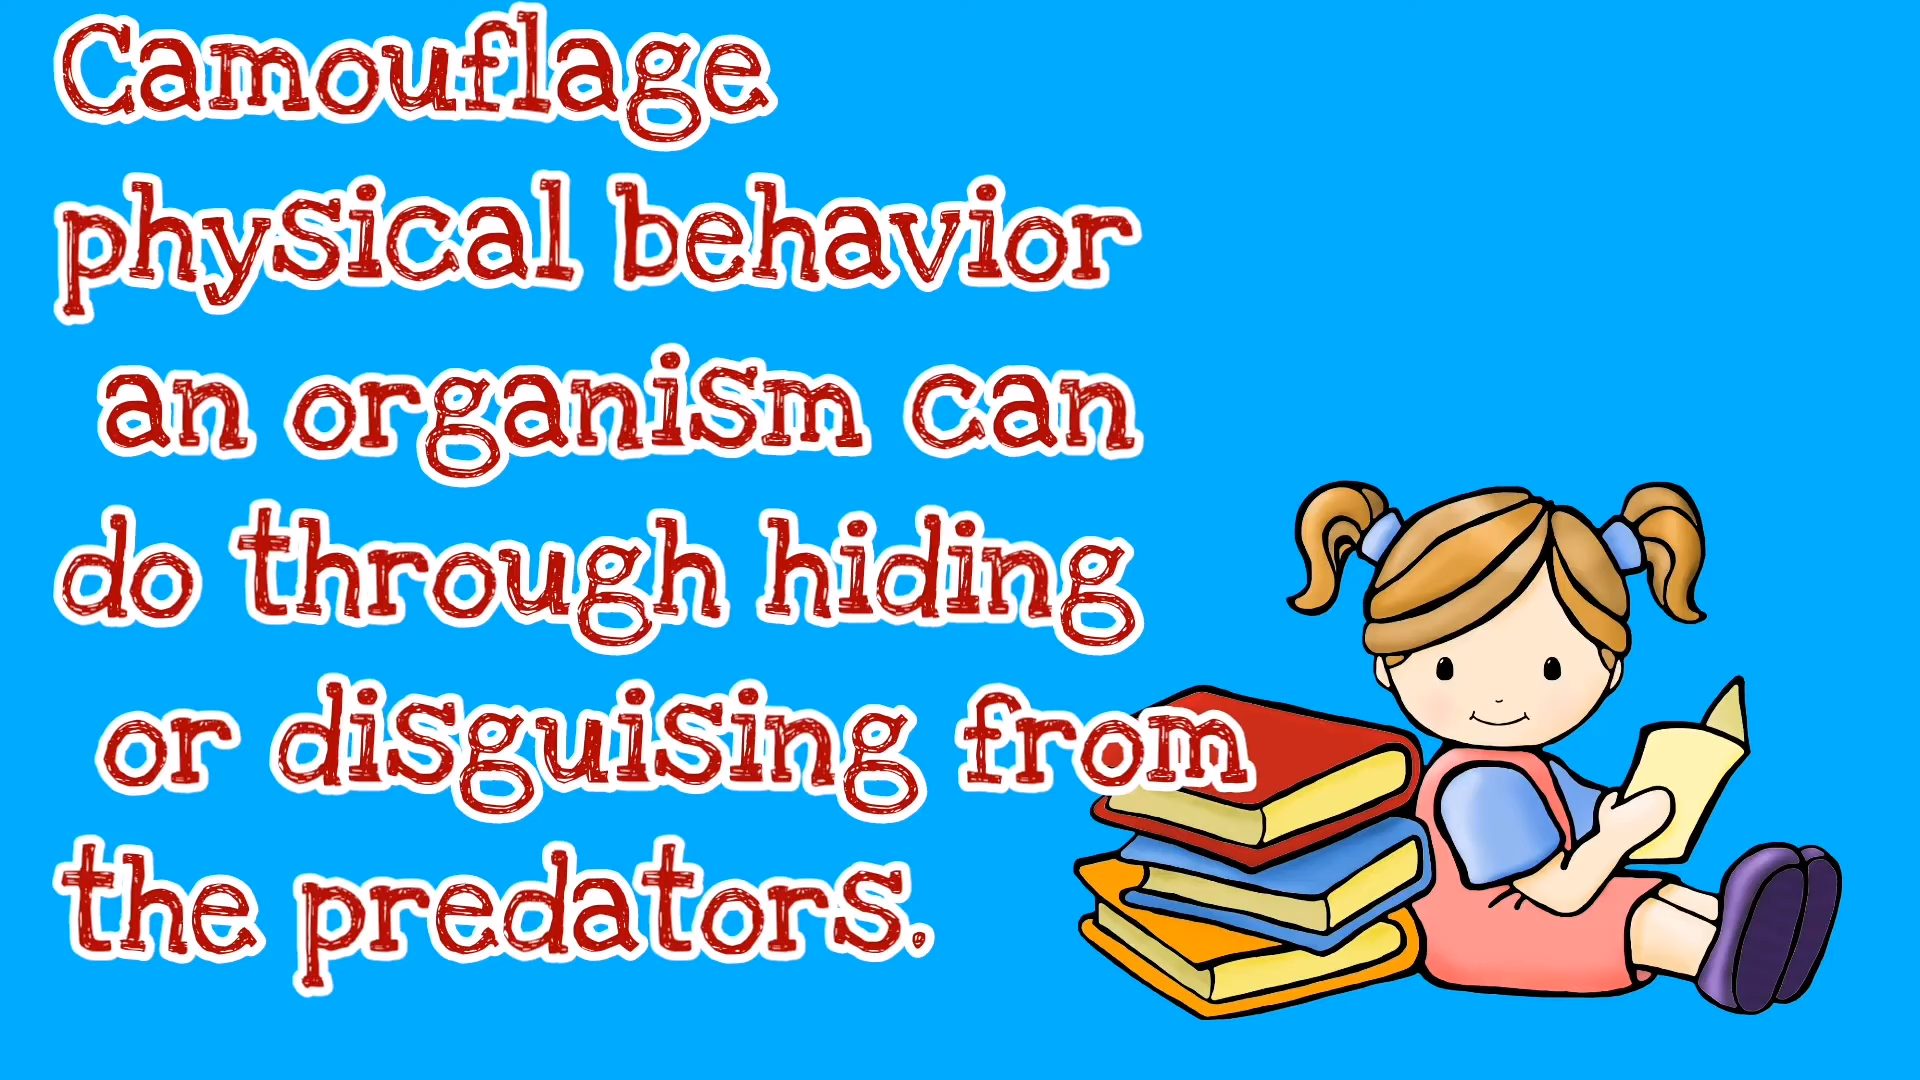 Camouflage
physical behavior
an organism can
do through hiding
or disguising from
the predators.